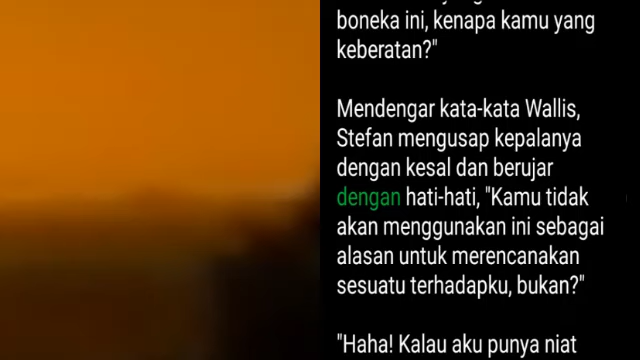 boneka ini, kenapa kamu yang
keberatan?"
Mendengar kata-kata Wallis,
Stefan mengusap kepalanya
dengan kesal dan berujar
dengan hati-hati, "Kamu tidak
akan menggunakan ini sebagai
alasan untuk merencanakan
sesuatu terhadapku, bukan?"
"Haha! Kalau aku punya niat